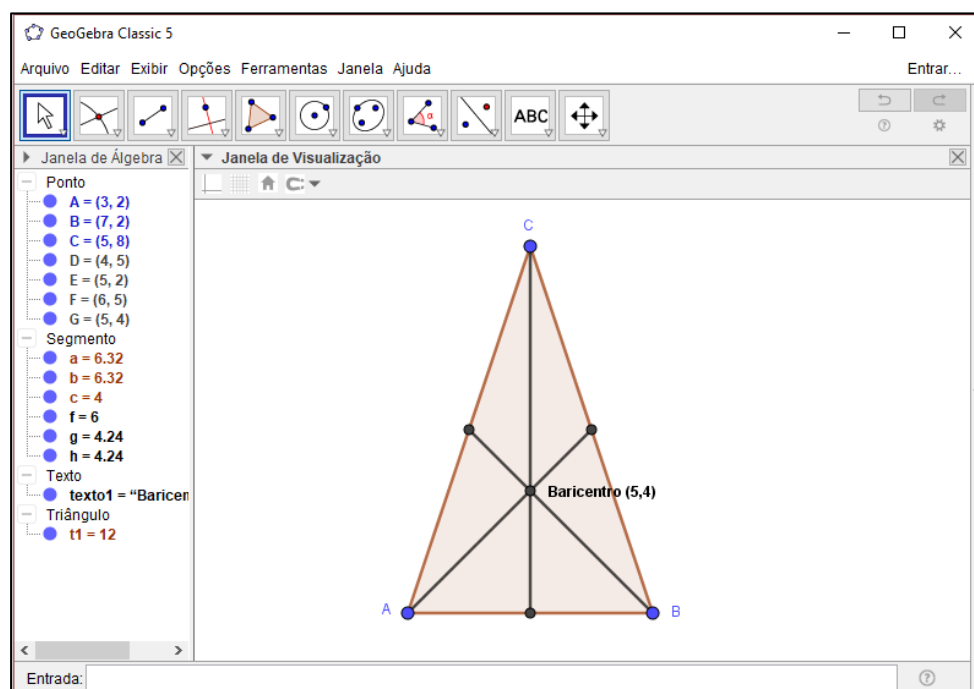 GeoGebra Classic 5
Arquivo Editar Exibir Opções Ferramentas Janela Ajuda
Entrar...
ABC
α
Janela de Álgebra
Ponto
A = (3, 2)
B = (7, 2)
C = (5, 8)
D = (4, 5)
E = (5, 2)
F = (6, 5)
G = (5, 4)
Segmento
a = 6.32
b = 6.32
c = 4
f = 6
g = 4.24
h = 4.24
Texto
texto1 = “Baricen
Triângulo
t1 = 12
Janela de Visualização
C
Baricentro (5,4)
A
B
Entrada: